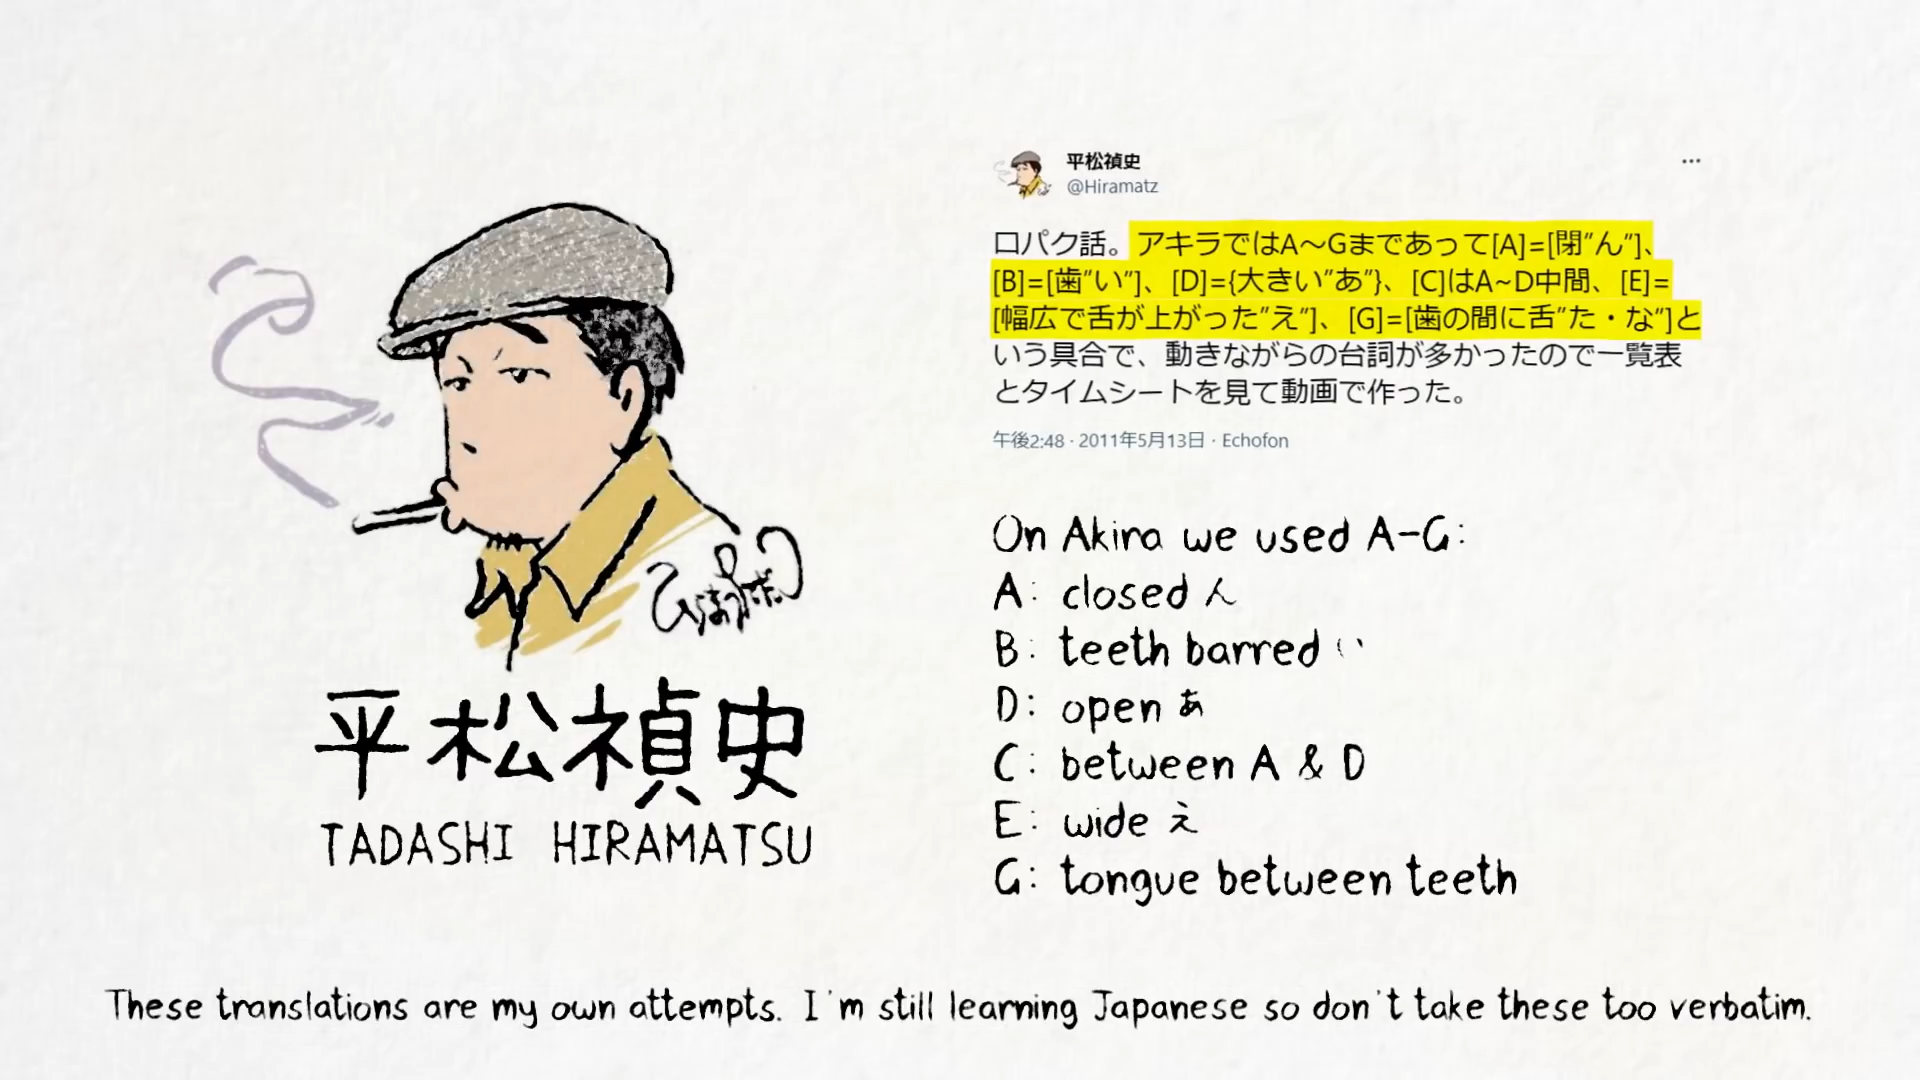 平松禎史
@Hiramatz
口パク話。アキラではA～Gまであって[A]=[閉”ん”]、
[B]=[歯”い”]、[D]={大きい”あ”}、[C]はA~D中間、[E]=
[幅広で舌が上がった”え”]、[G]=[歯の間に舌”た・な”]と
いう具合で、動きながらの台詞が多かったので一覧表
とタイムシートを見て動画で作った。
午後2:48 · 2011年5月13日 · Echofon
ひらまつただし
平松禎史
TADASHI HIRAMATSU
On Akira we used A-G:
A: closed ん
B: teeth barred い
D: open あ
C: between A & D
E: wide え
G: tongue between teeth
These translations are my own attempts. I'm still learning Japanese so don't take these too verbatim.